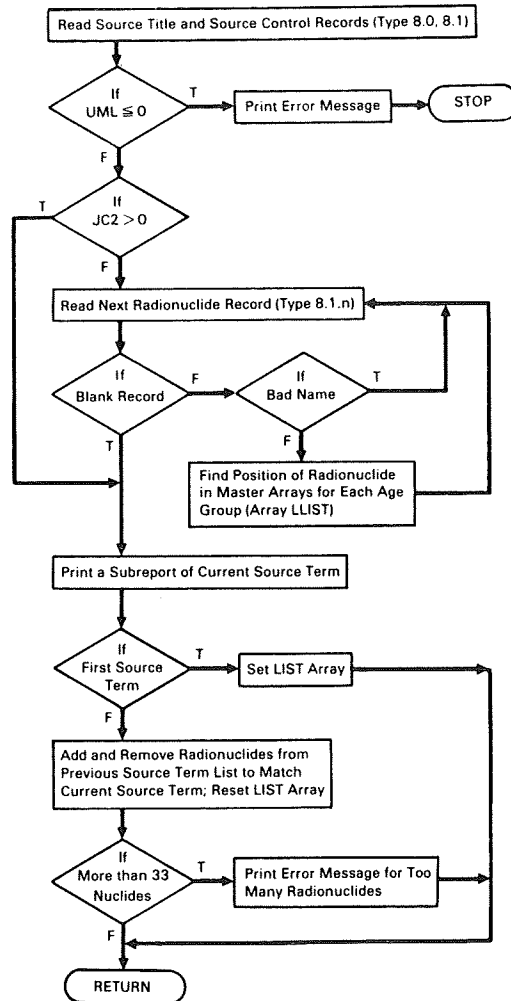 Read Source Title and Source Control Records (Type 8.0, 8.1)
If
UML ≦ 0
T
Print Error Message
STOP
F
If
JC2 > 0
T
F
Read Next Radionuclide Record (Type 8.1.n)
If
Blank Record
F
If
Bad Name
T
T
F
Find Position of Radionuclide
in Master Arrays for Each Age
Group (Array LLIST)
Print a Subreport of Current Source Term
If
First Source
Term
T
Set LIST Array
F
Add and Remove Radionuclides from
Previous Source Term List to Match
Current Source Term; Reset LIST Array
If
More than 33
Nuclides
T
Print Error Message for Too
Many Radionuclides
F
RETURN